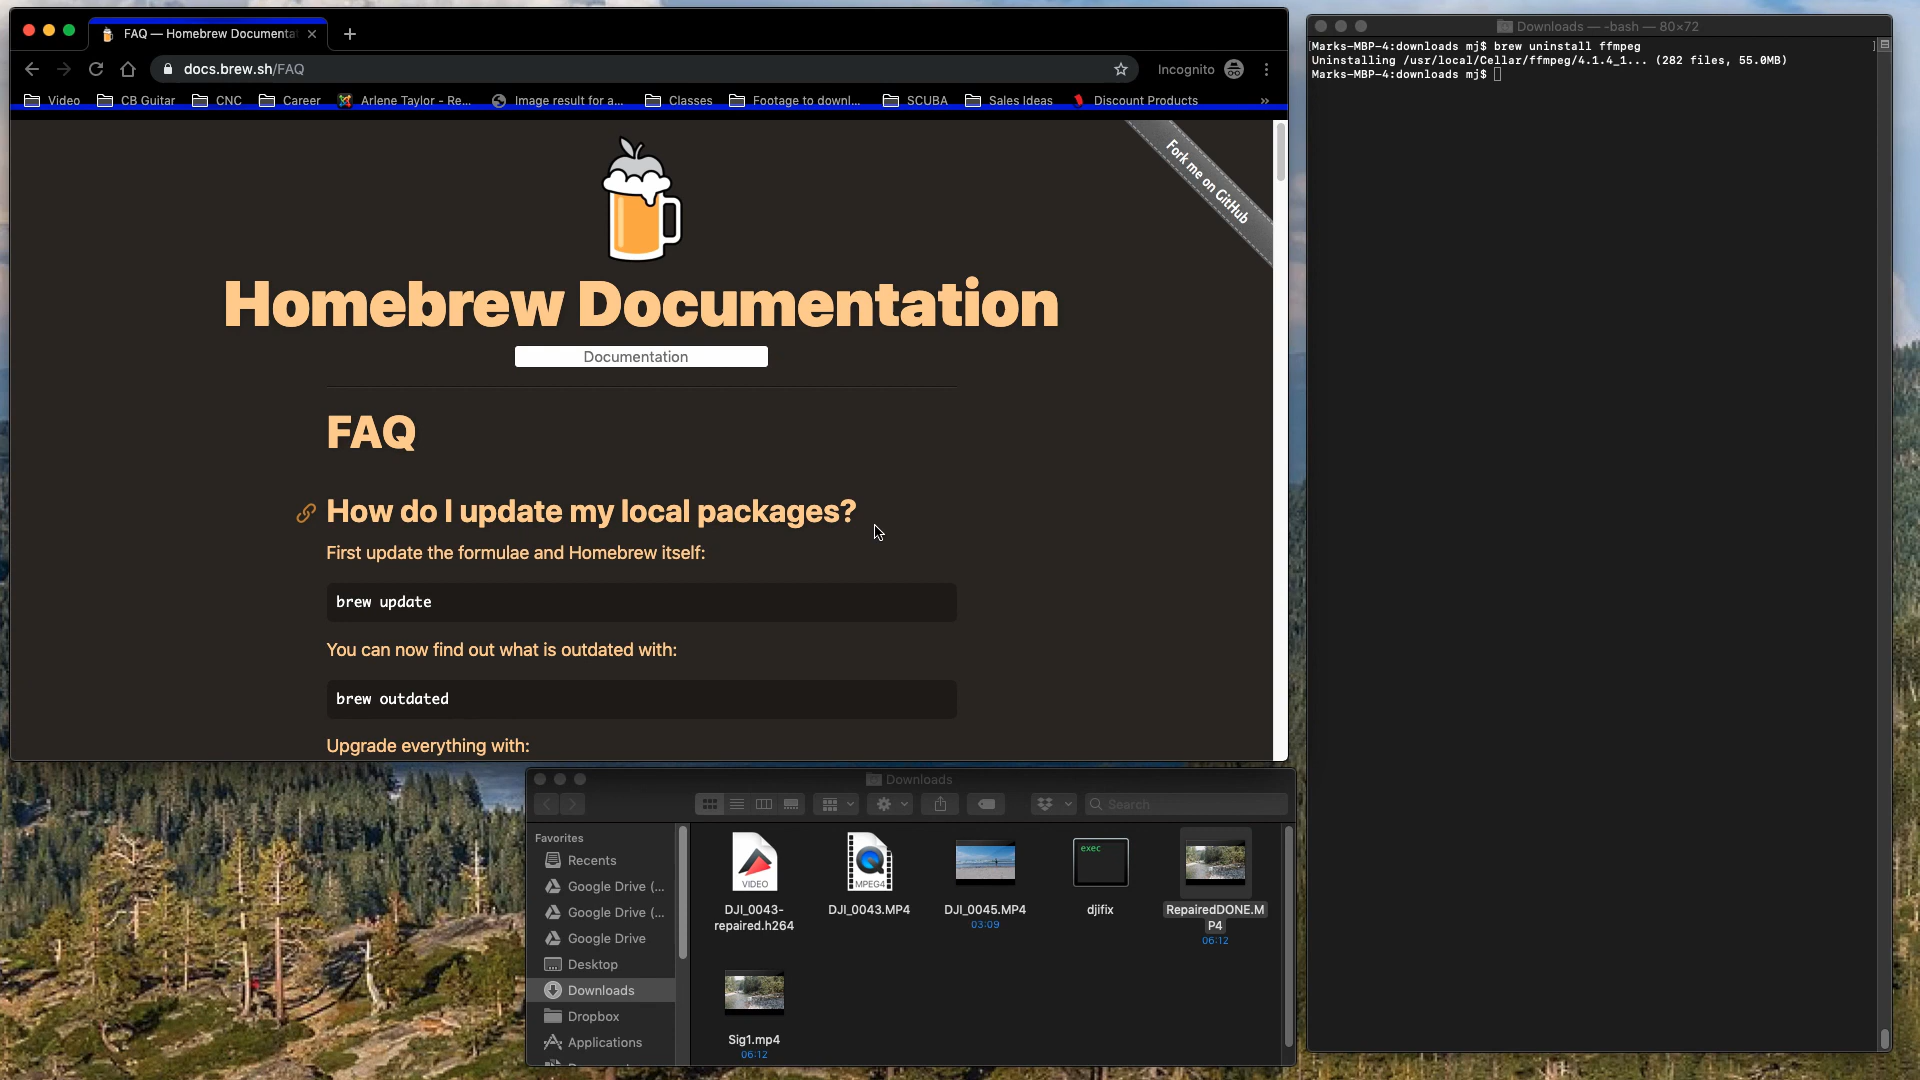 FAQ — Homebrew Documenta
docs.brew.sh/FAQ
Incognito
Video
CB Guitar
CNC
Career
Arlene Taylor - Re...
Image result for a...
Classes
Footage to downl...
SCUBA
Sales Ideas
Discount Products
»
Fork me on GitHub
Homebrew Documentation
Documentation
FAQ
How do I update my local packages?
First update the formulae and Homebrew itself:
brew update
You can now find out what is outdated with:
brew outdated
Upgrade everything with:
Downloads — -bash — 80×72
Marks-MBP-4:downloads mj$ brew uninstall ffmpeg
Uninstalling /usr/local/Cellar/ffmpeg/4.1.4_1... (282 files, 55.0MB)
Marks-MBP-4:downloads mj$
Downloads
Search
Favorites
Recents
Google Drive (...
Google Drive (...
Google Drive
Desktop
Downloads
Dropbox
Applications
VIDEO
DJI_0043-
repaired.h264
MPEG4
DJI_0043.MP4
DJI_0045.MP4
03:09
exec
djifix
RepairedDONE.M
P4
06:12
Sig1.mp4
06:12